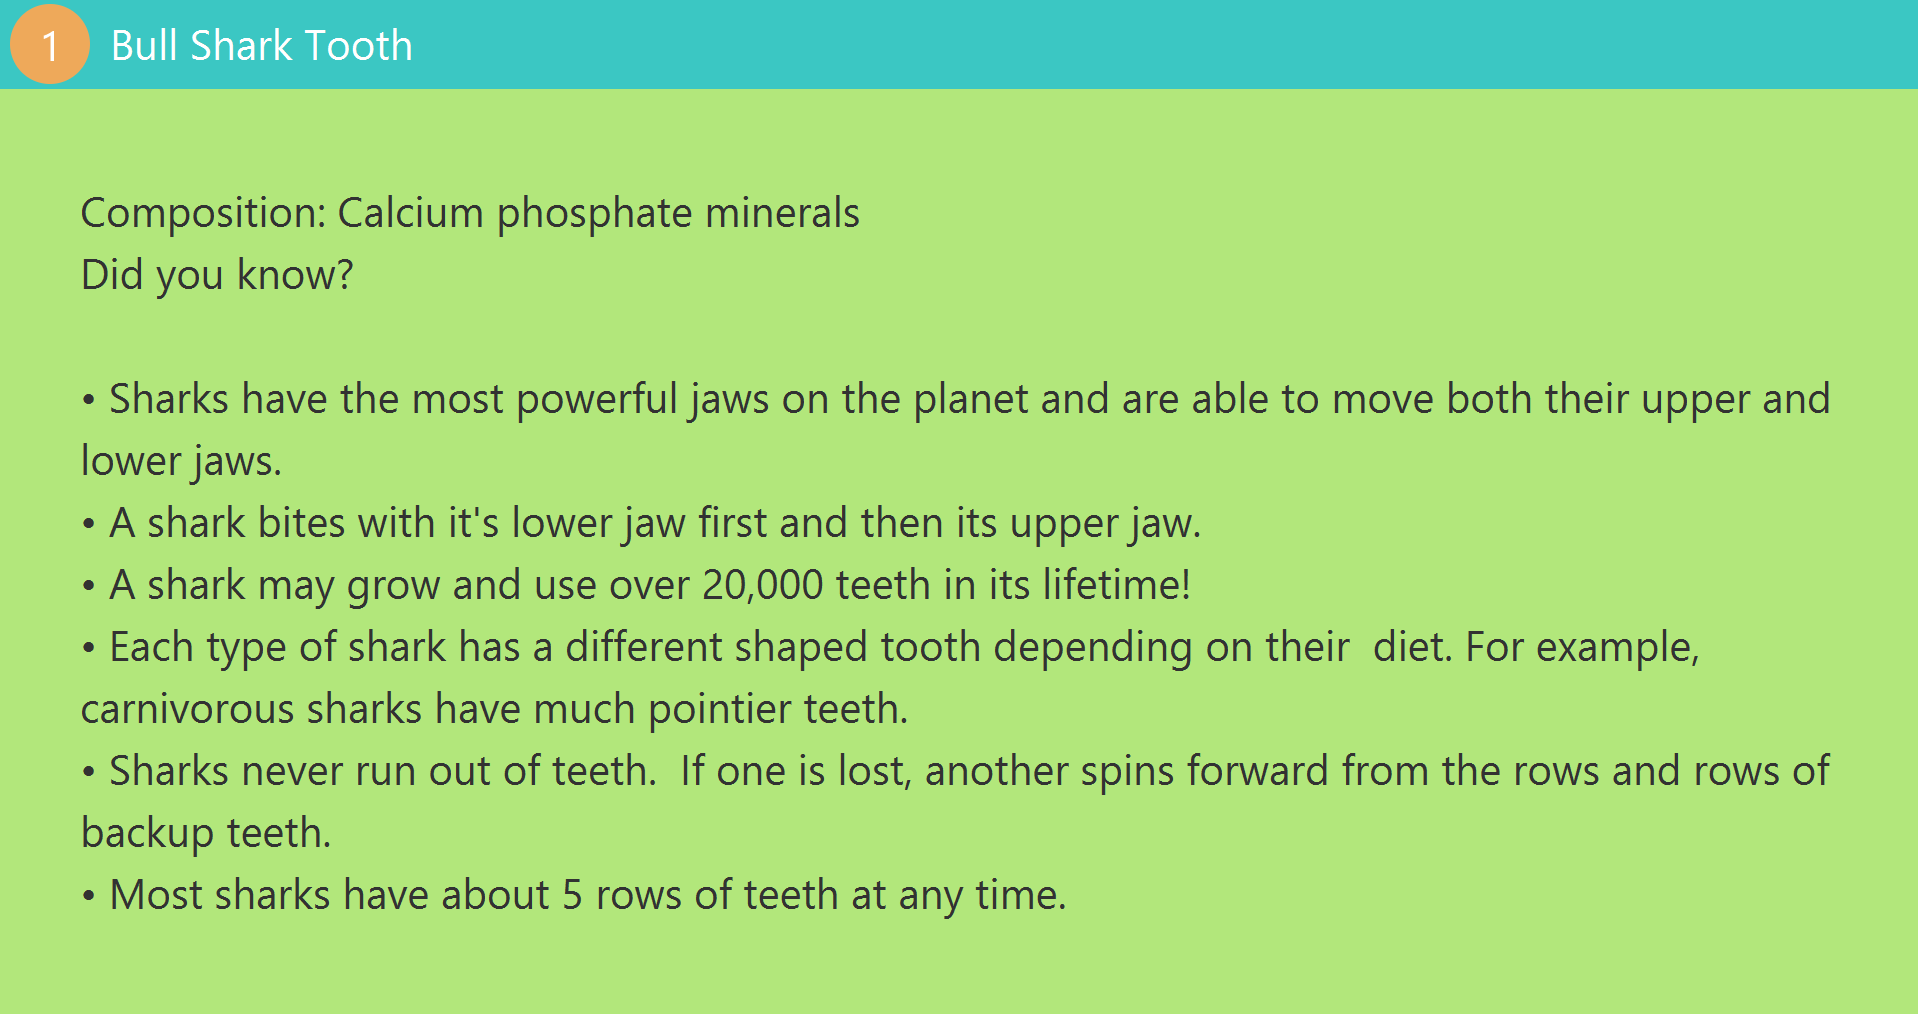 1 Bull Shark Tooth
Composition: Calcium phosphate minerals
Did you know?
• Sharks have the most powerful jaws on the planet and are able to move both their upper and
lower jaws.
• A shark bites with it's lower jaw first and then its upper jaw.
• A shark may grow and use over 20,000 teeth in its lifetime!
• Each type of shark has a different shaped tooth depending on their  diet. For example,
carnivorous sharks have much pointier teeth.
• Sharks never run out of teeth.  If one is lost, another spins forward from the rows and rows of
backup teeth.
• Most sharks have about 5 rows of teeth at any time.